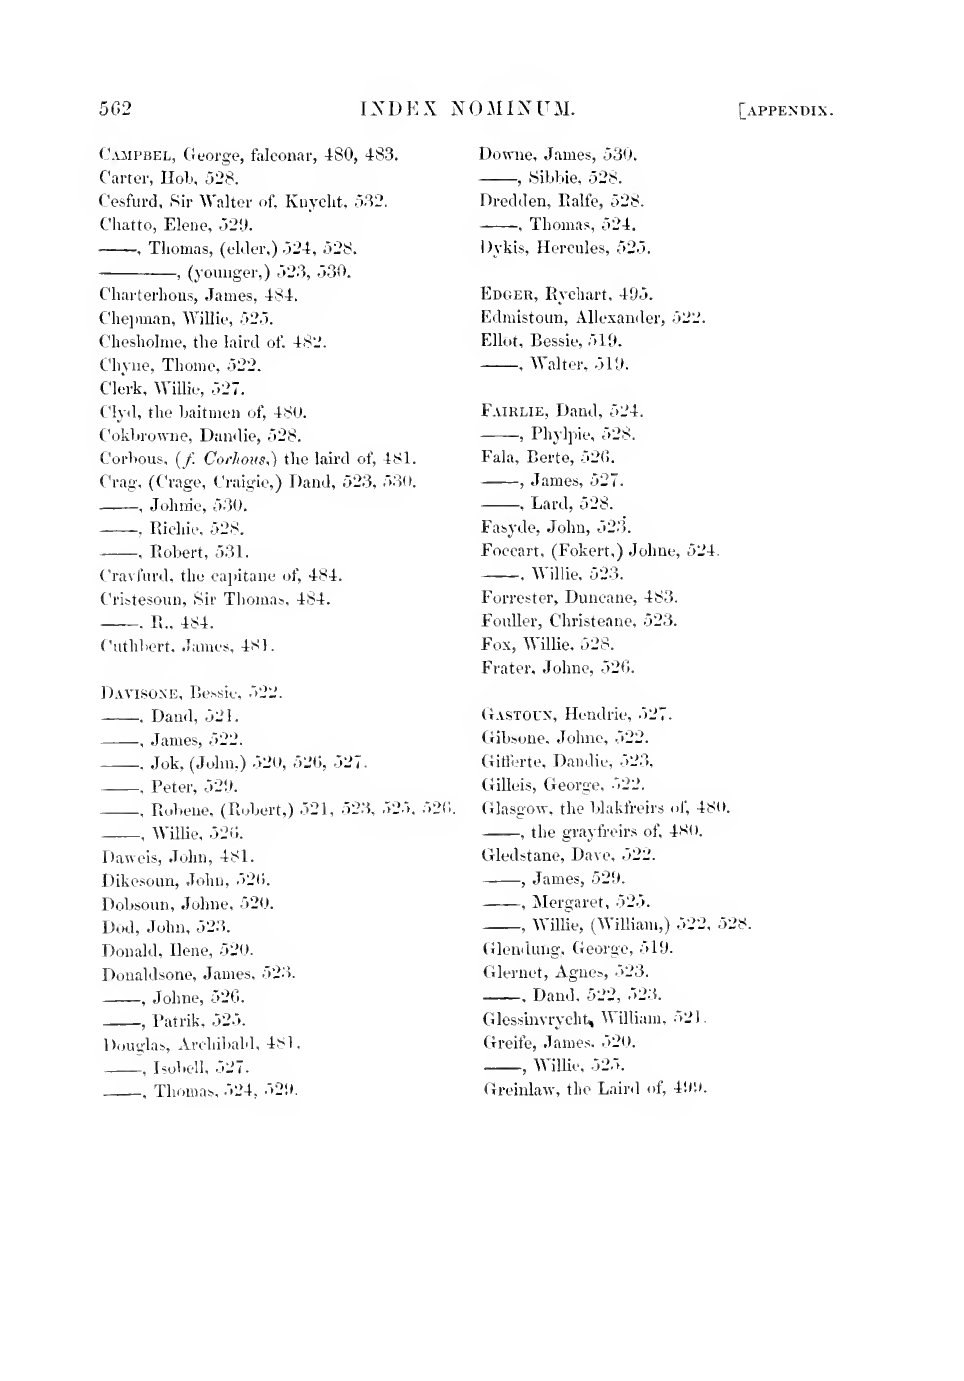 562 INDEX NOMINUM. [APPENDIX.
CAMPBEL, George, falconar, 480, 483.
Carter, Hob, 528.
Cesfurd, Sir Walter of, Knycht, 532.
Chatto, Elene, 529.
——, Thomas, (elder,) 524, 528.
————, (younger,) 523, 530.
Charterhous, James, 484.
Chepman, Willie, 525.
Chesholme, the laird of, 482.
Chyne, Thome, 522.
Clerk, Willie, 527.
Clyd, the baitmen of, 480.
Cokbrowne, Dandie, 528.
Corbous, (f. Corhous,) the laird of, 481.
Crag, (Crage, Craigie,) Dand, 523, 530.
——, Johnie, 530.
——, Richie, 528.
——, Robert, 531.
Cravfurd, the capitane of, 484.
Cristesoun, Sir Thomas, 484.
——, R., 484.
Cuthbert, James, 481.
DAVISONE, Bessie, 522.
——, Dand, 521.
——, James, 522.
——, Jok, (John,) 520, 526, 527.
——, Peter, 529.
——, Robene, (Robert,) 521, 523, 525, 526.
——, Willie, 526.
Daweis, John, 481.
Dikesoun, John, 526.
Dobsoun, Johne, 520.
Dod, John, 523.
Donald, Ilene, 520.
Donaldsone, James, 523.
——, Johne, 526.
——, Patrik, 525.
Douglas, Archibald, 481.
——, Isobell, 527.
——, Thomas, 524, 529.
Downe, James, 530.
——, Sibbie, 528.
Dredden, Ralfe, 528.
——, Thomas, 524.
Dykis, Hercules, 525.
EDGER, Rychart, 495.
Edmistoun, Allexander, 522.
Ellot, Bessie, 519.
——, Walter, 519.
FAIRLIE, Dand, 524.
——, Phylpie, 528.
Fala, Berte, 526.
——, James, 527.
——, Lard, 528.
Fasyde, John, 523.
Foccart, (Fokert,) Johne, 524.
——, Willie, 523.
Forrester, Duncane, 483.
Fouller, Christeane, 523.
Fox, Willie, 528.
Frater, Johne, 526.
GASTOUN, Hendrie, 527.
Gibsone, Johne, 522.
Gifferte, Dandie, 523,
Gilleis, George, 522.
Glasgow, the blakfreirs of, 480.
——, the grayfreirs of, 480.
Gledstane, Dave, 522.
——, James, 529.
——, Mergaret, 525.
——, Willie, (William,) 522, 528.
Glendung, George, 519.
Glernet, Agnes, 523.
——, Dand, 522, 523.
Glessinvrycht, William, 521.
Greife, James, 520.
——, Willie, 525.
Greinlaw, the Laird of, 499.